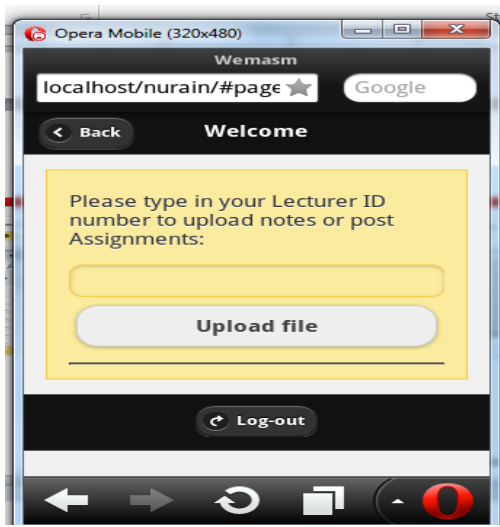 Opera Mobile (320x480)
Wemasm
localhost/nurain/#page
Google
Back
Welcome
Please type in your Lecturer ID
number to upload notes or post
Assignments:
Upload file
Log-out